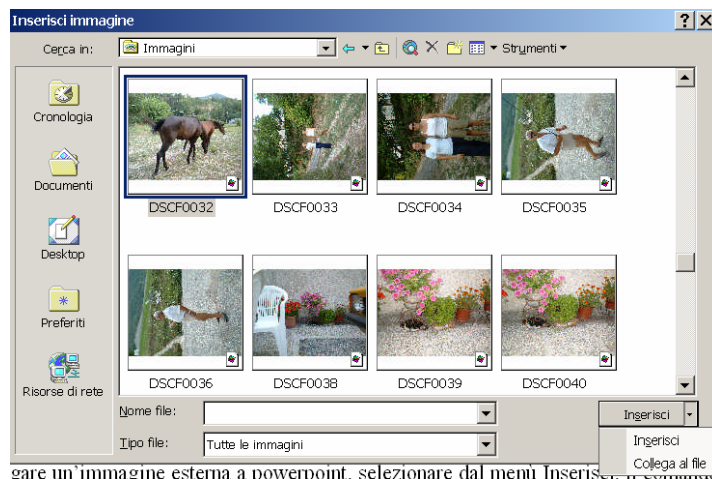 Inserisci immagine
Cerca in:
Immagini
Strumenti
Cronologia
Documenti
Desktop
Preferiti
Risorse di rete
DSCF0032
DSCF0033
DSCF0034
DSCF0035
DSCF0036
DSCF0038
DSCF0039
DSCF0040
Nome file:
Inserisci
Tipo file:
Tutte le immagini
Inserisci
Collega al file
gare un'immagine esterna a powerpoint, selezionare dal menù Inserisci, il comando